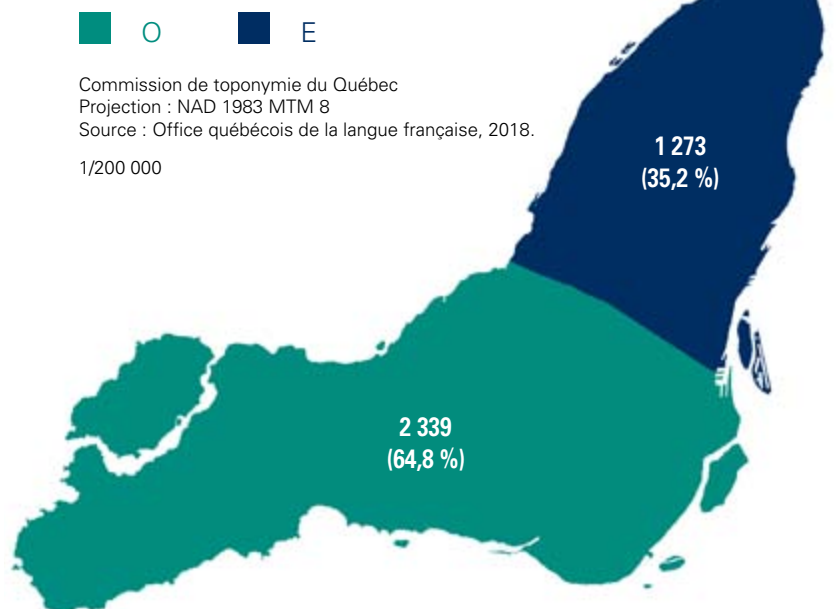 O E
Commission de toponymie du Québec
Projection : NAD 1983 MTM 8
Source : Office québécois de la langue française, 2018.
1/200 000
1 273
(35,2 %)
2 339
(64,8 %)